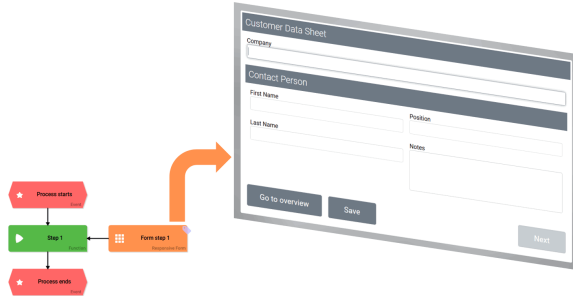 Customer Data Sheet
Company
Contact Person
First Name
Position
Last Name
Notes
Go to overview
Save
Next
Process starts
Event
Step 1
Function
Form step 1
Responsive Form
Process ends
Event